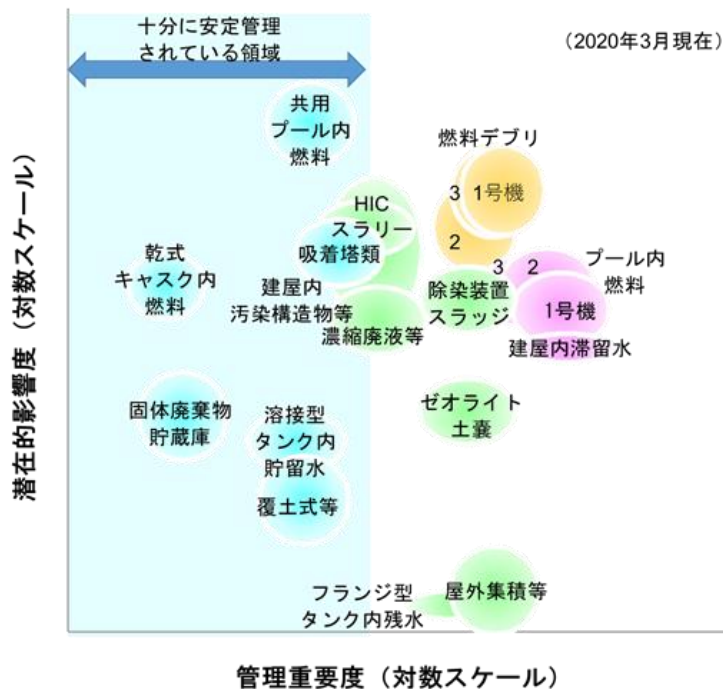 十分に安定管理
されている領域
（2020年3月現在）
共用
プール内
燃料
燃料デブリ
3
1号機
2
HIC
スラリー
吸着塔類
乾式
キャスク内
燃料
建屋内
汚染構造物等
濃縮廃液等
除染装置
スラッジ
3
2
プール内
燃料
1号機
建屋内滞留水
固体廃棄物
貯蔵庫
溶接型
タンク内
貯留水
覆土式等
ゼオライト
土嚢
フランジ型
タンク内残水
屋外集積等
潜在的影響度（対数スケール）
管理重要度（対数スケール）